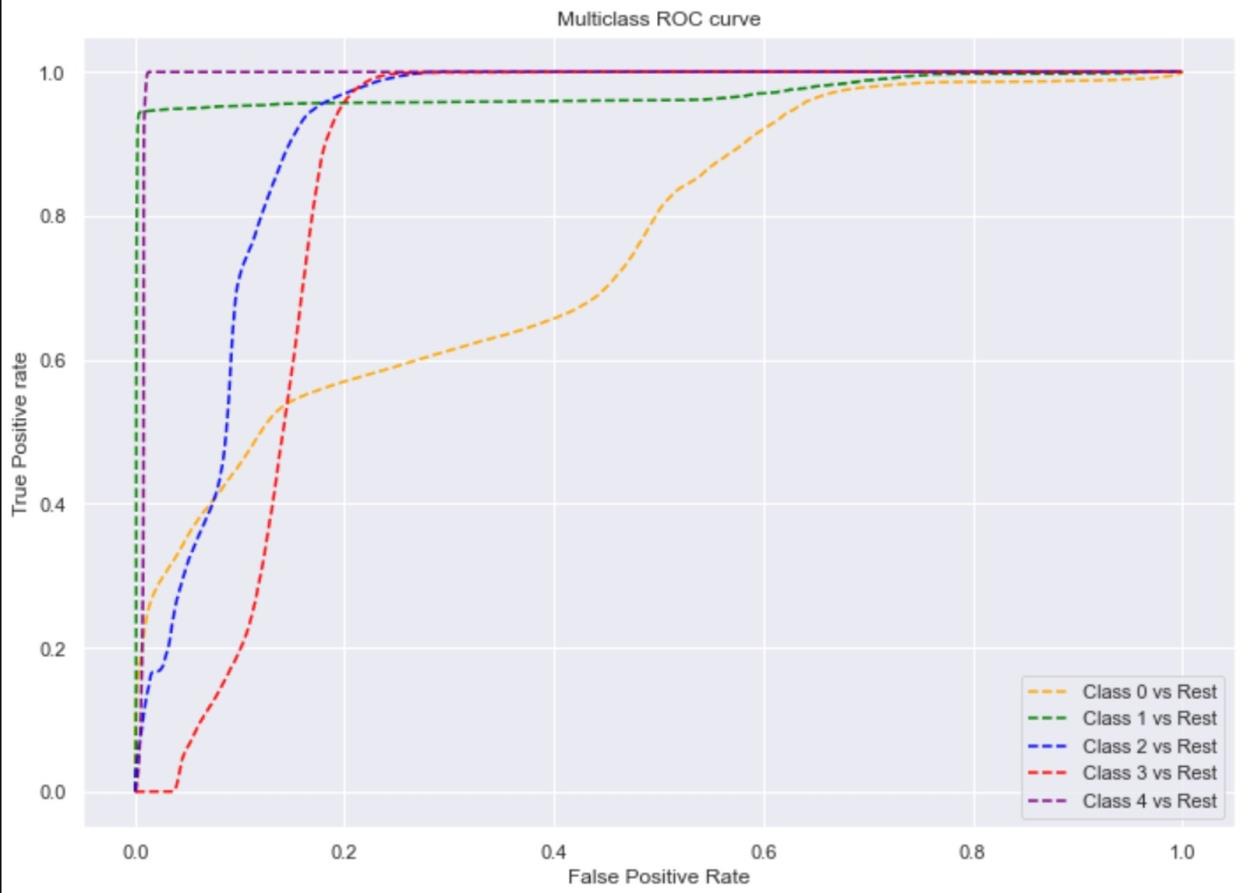 Multiclass ROC curve
1.0
0.8
0.6
0.4
0.2
0.0
True Positive rate
0.0 0.2 0.4 0.6 0.8 1.0
False Positive Rate
Class 0 vs Rest
Class 1 vs Rest
Class 2 vs Rest
Class 3 vs Rest
Class 4 vs Rest